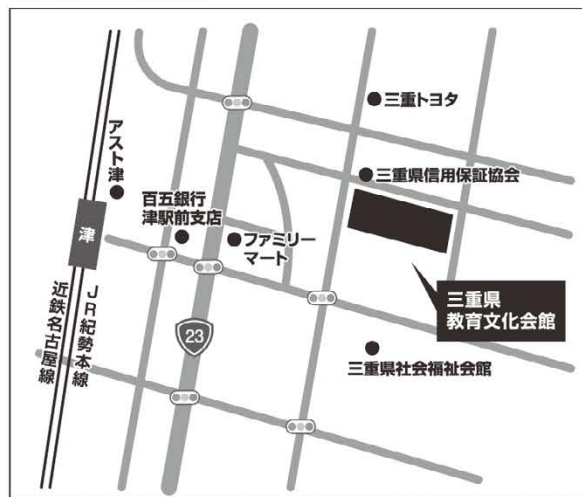 三重トヨタ
アスト津
三重県信用保証協会
百五銀行
津駅前支店
津
ファミリー
マート
三重県
教育文化会館
23
JR紀勢本線
近鉄名古屋線
三重県社会福祉会館